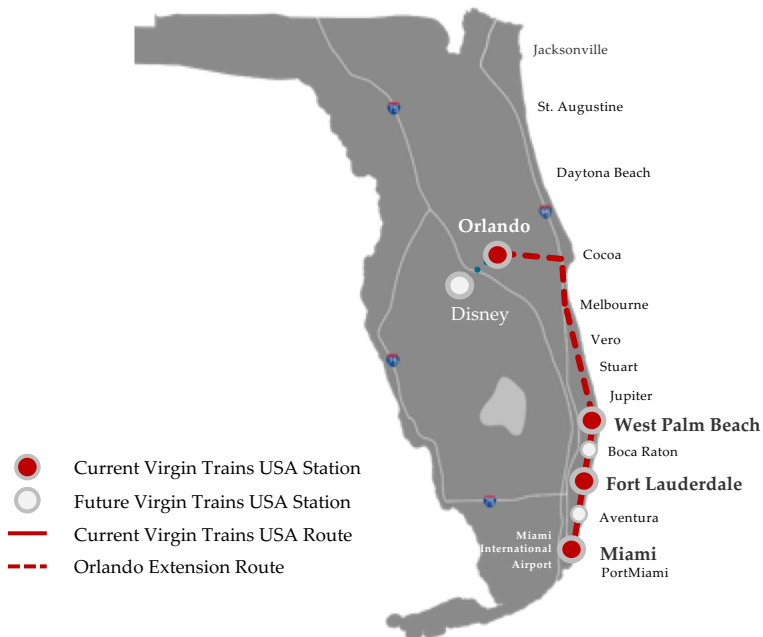 Jacksonville
St. Augustine
Daytona Beach
Orlando
Cocoa
Disney
Melbourne
Vero
Stuart
Jupiter
West Palm Beach
Boca Raton
Fort Lauderdale
Aventura
Miami
International
Airport
Miami
PortMiami
Current Virgin Trains USA Station
Future Virgin Trains USA Station
Current Virgin Trains USA Route
Orlando Extension Route